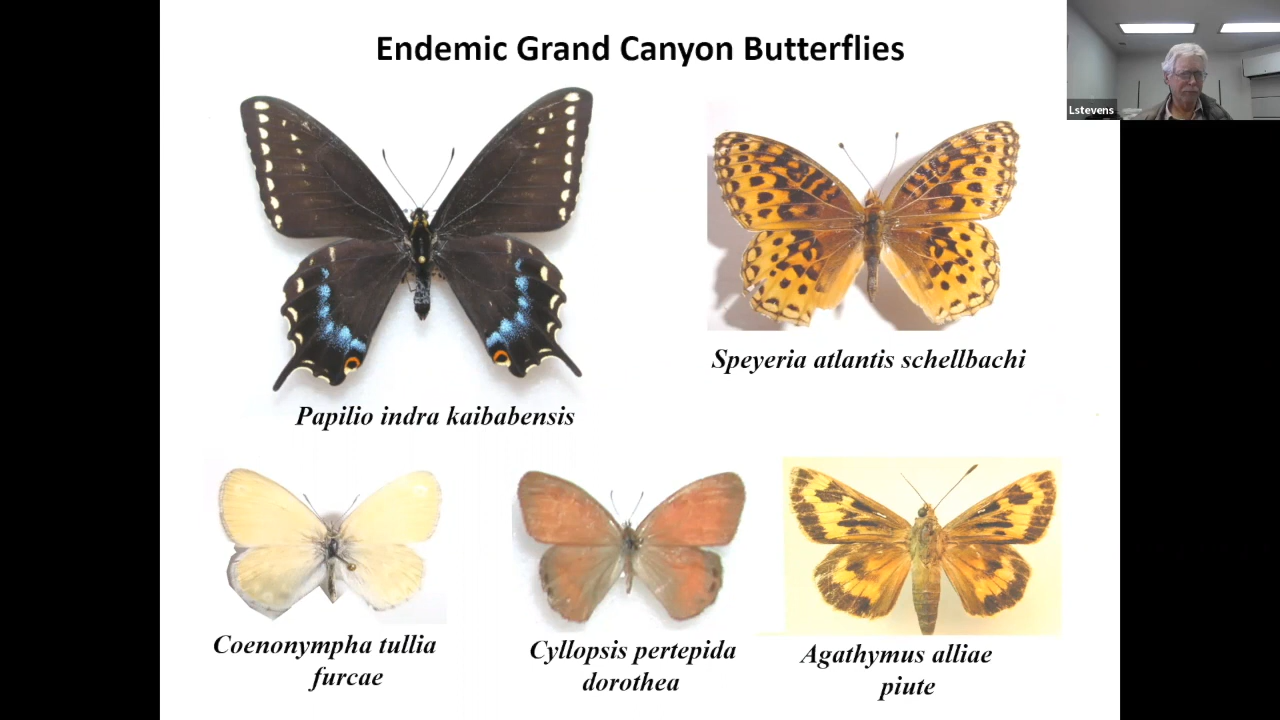 Endemic Grand Canyon Butterflies
Lstevens
Speyeria atlantis schellbachi
Papilio indra kaibabensis
Coenonympha tullia
furcae
Cyllopsis pertepida
dorothea
Agathymus alliae
piute